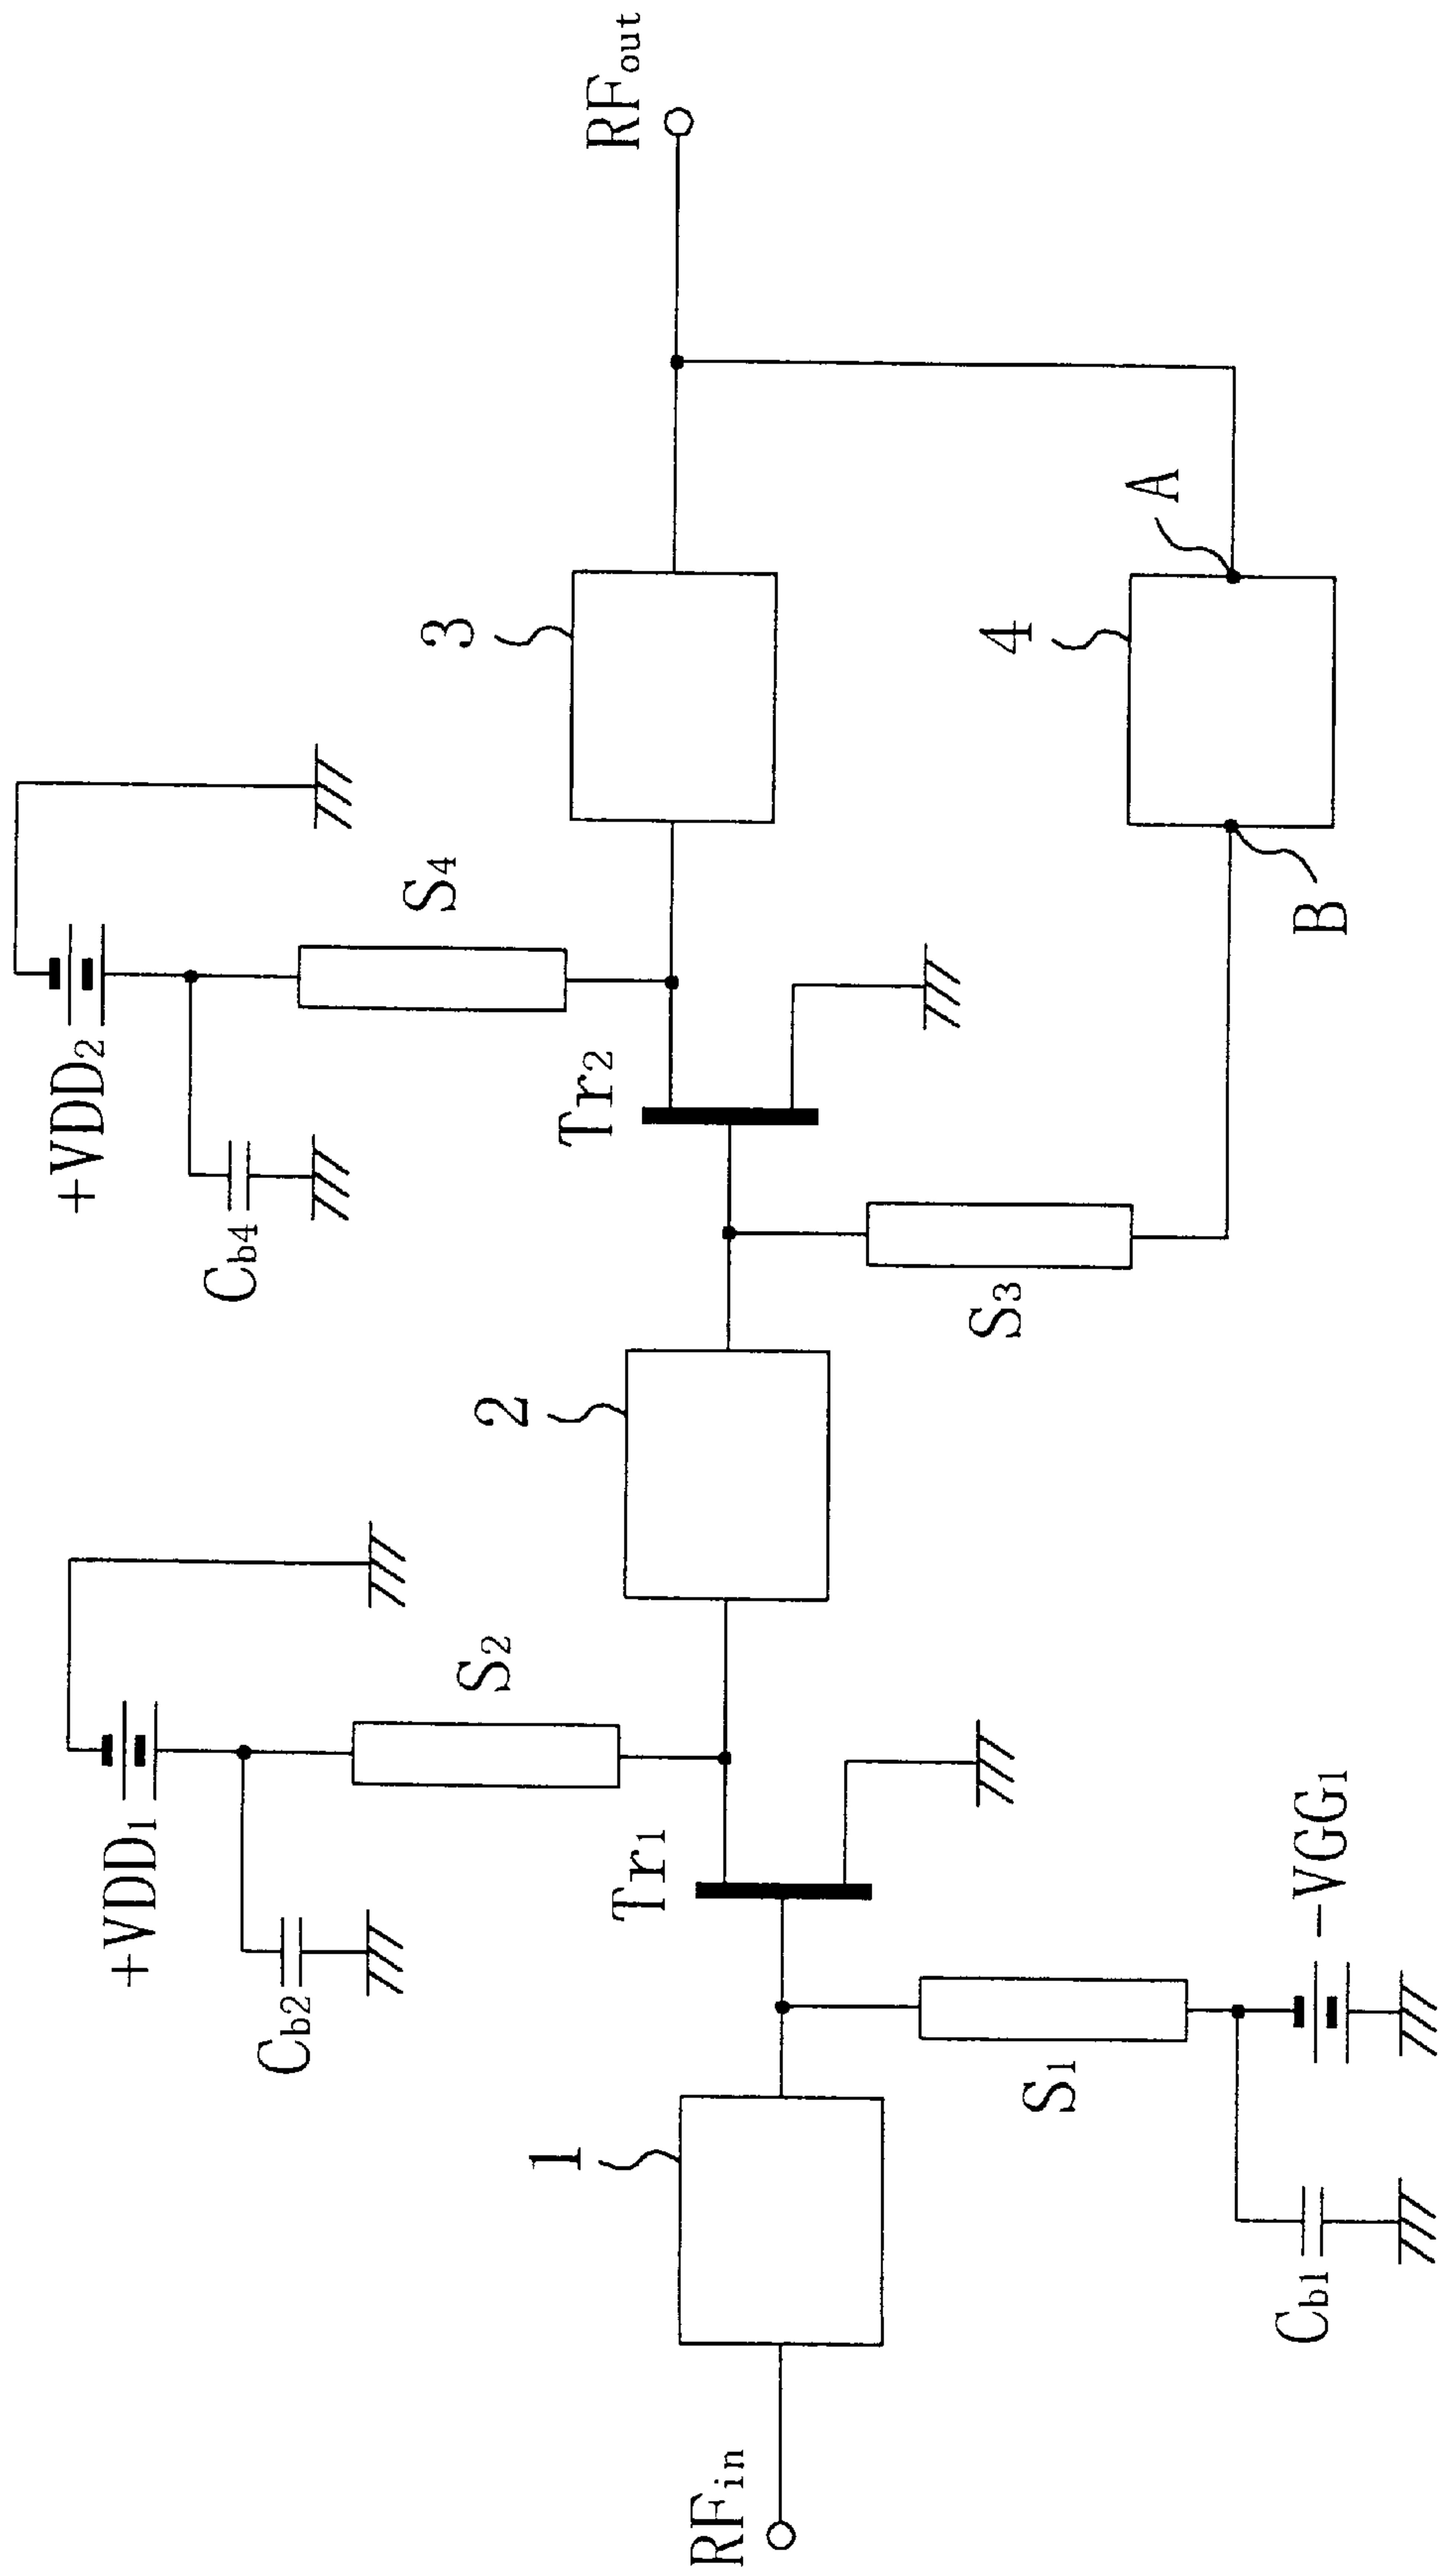 RFout
A
3
4
S4
B
+VDD2
Tr2
Cb4
S3
2
S2
+VDD1
Tr1
-VGG1
Cb2
S1
1
Cb1
RFin